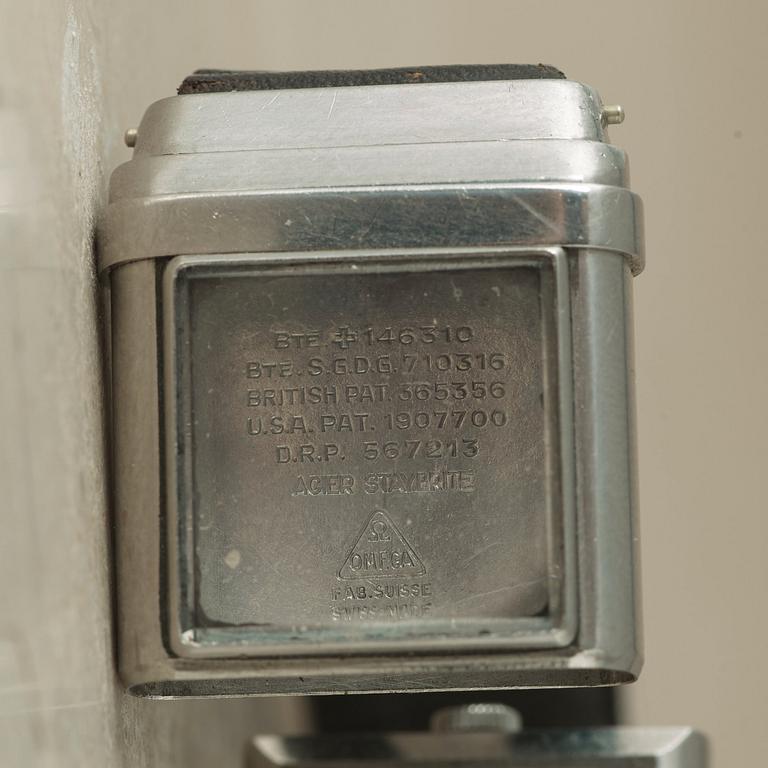 BTE. ✚ 146310
BTE. S.G.D.G. 710316
BRITISH PAT. 365356
U.S.A. PAT. 1907700
D.R.P. 567213
ACIER STAYBRITE
Ω
OMEGA
FAB. SUISSE
SWISS MADE